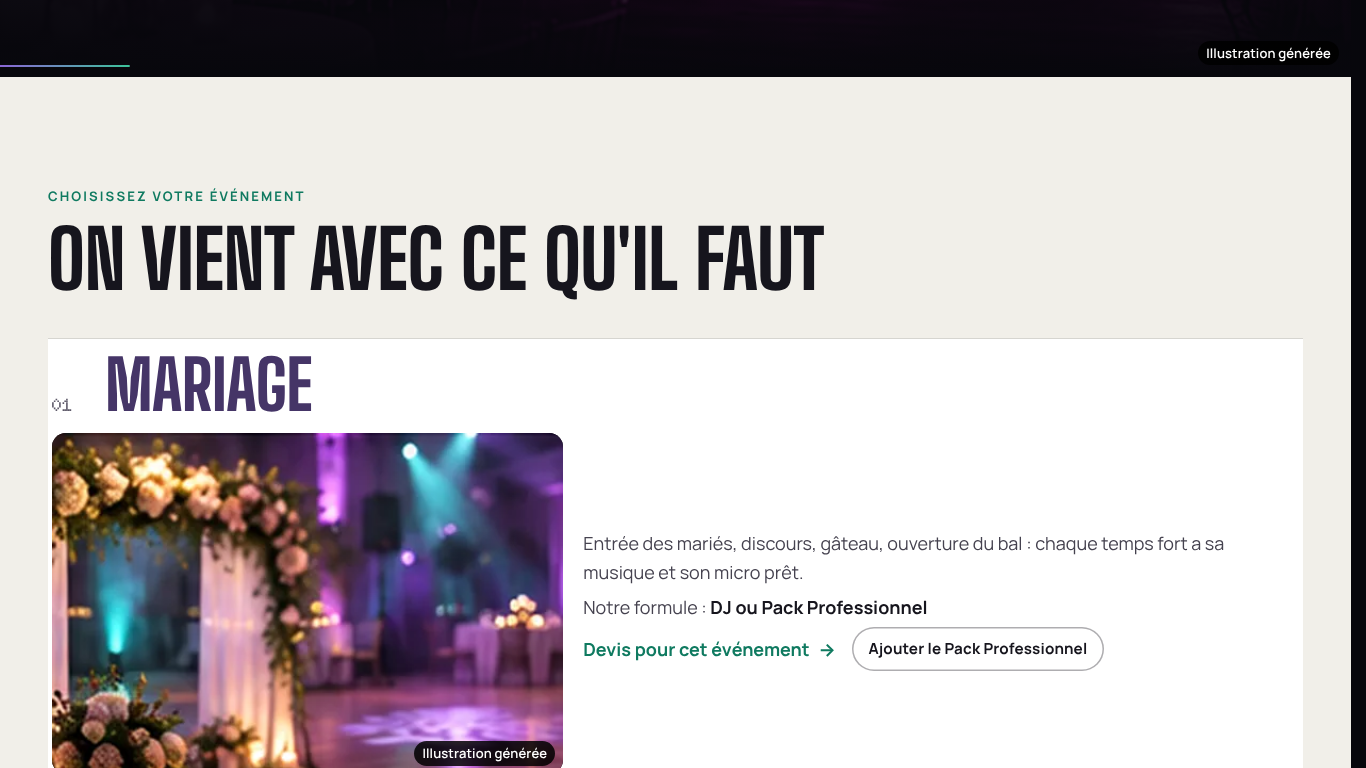 Illustration générée
CHOISISSEZ VOTRE ÉVÉNEMENT
ON VIENT AVEC CE QU'IL FAUT
01
MARIAGE
Entrée des mariés, discours, gâteau, ouverture du bal : chaque temps fort a sa
musique et son micro prêt.
Notre formule : DJ ou Pack Professionnel
Devis pour cet événement →
Ajouter le Pack Professionnel
Illustration générée